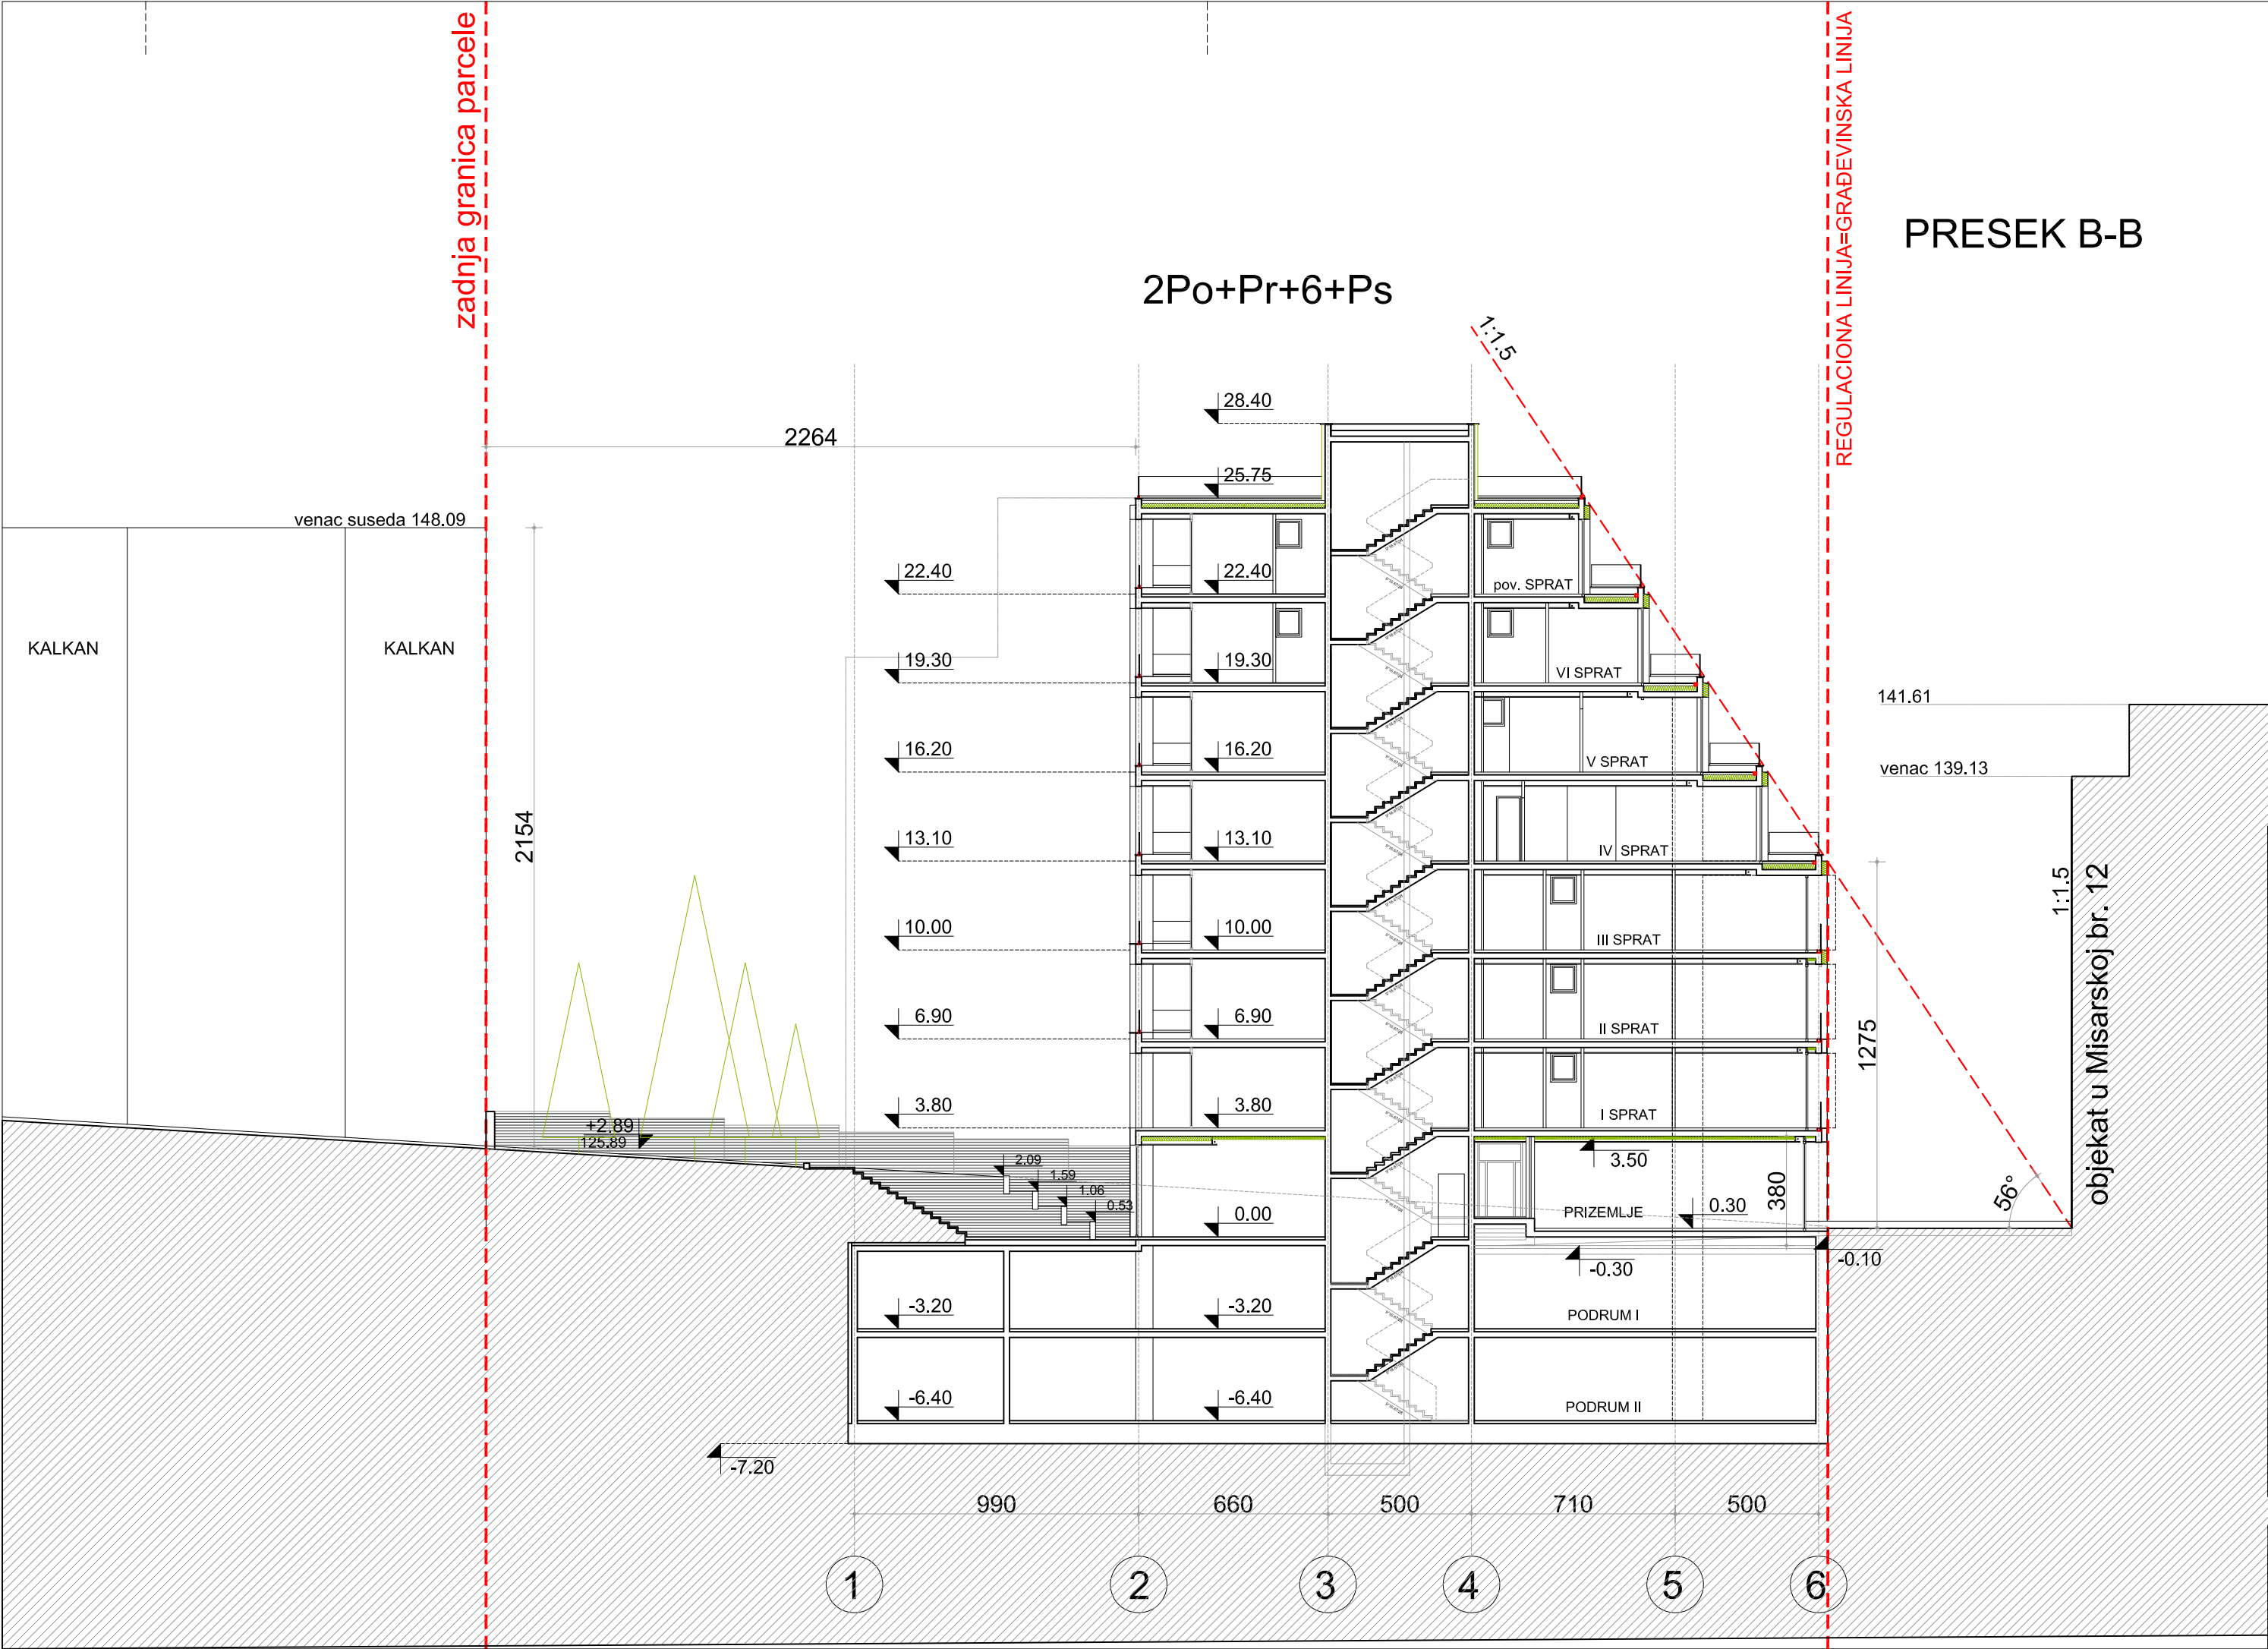 zadnja granica parcele
REGULACIONA LINIJA=GRAĐEVINSKA LINIJA
PRESEK B-B
2Po+Pr+6+Ps
1:1.5
28.40
2264
25.75
venac suseda 148.09
22.40
22.40
pov. SPRAT
KALKAN
KALKAN
19.30
19.30
VI SPRAT
141.61
16.20
16.20
V SPRAT
venac 139.13
2154
13.10
13.10
IV SPRAT
1:1.5
objekat u Misarskoj br. 12
10.00
10.00
III SPRAT
6.90
6.90
II SPRAT
1275
3.80
3.80
I SPRAT
+2.89
125.89
3.50
2.09
1.59
1.06
0.53
380
56°
0.00
PRIZEMLJE
0.30
-0.30
-0.10
-3.20
-3.20
PODRUM I
-6.40
-6.40
PODRUM II
-7.20
990
660
500
710
500
1
2
3
4
5
6